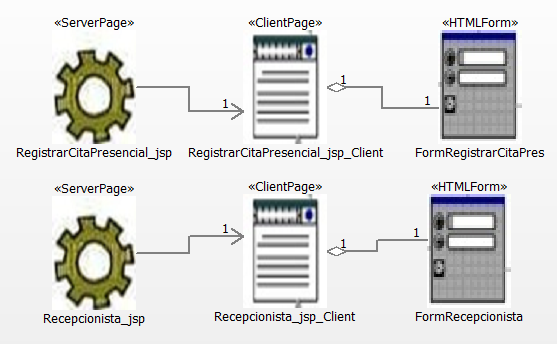 «ServerPage» «ClientPage» «HTMLForm»
1 1 1
RegistrarCitaPresencial_jsp RegistrarCitaPresencial_jsp_Client FormRegistrarCitaPres
«ServerPage» «ClientPage» «HTMLForm»
1 1 1
Recepcionista_jsp Recepcionista_jsp_Client FormRecepcionista